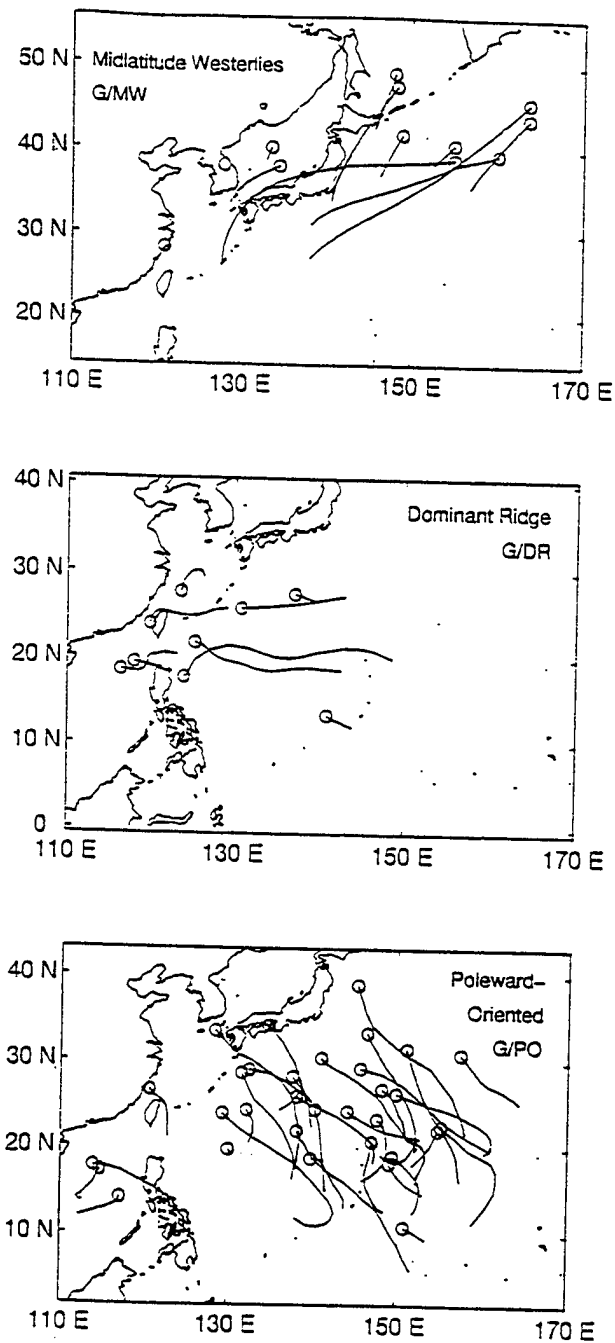 50 N
Midlatitude Westerlies
G/MW
40 N
30 N
20 N
110 E
130 E
150 E
170 E
40 N
Dominant Ridge
G/DR
30 N
20 N
10 N
0
110 E
130 E
150 E
170 E
40 N
Poleward–
Oriented
G/PO
30 N
20 N
10 N
110 E
130 E
150 E
170 E